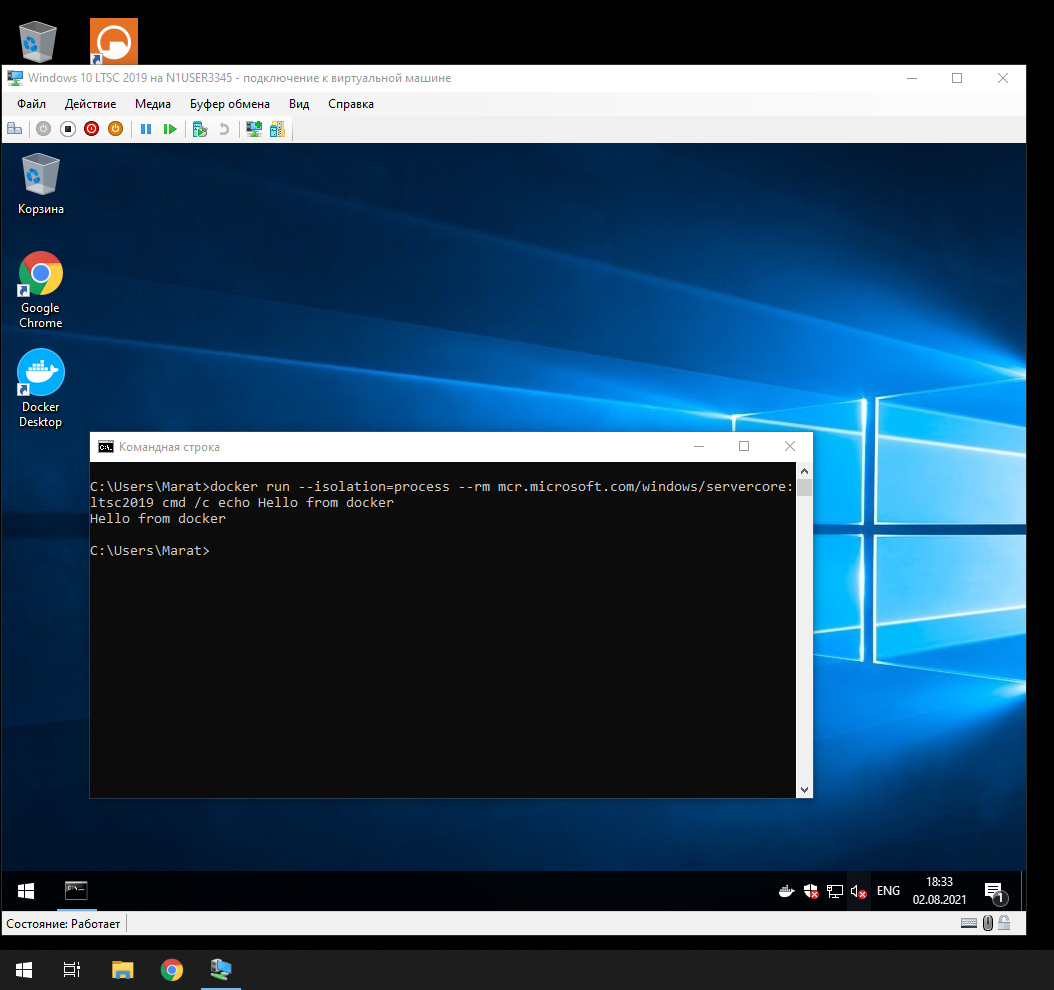 Windows 10 LTSC 2019 на N1USER3345 - подключение к виртуальной машине
Файл Действие Медиа Буфер обмена Вид Справка
Корзина
Google
Chrome
Docker
Desktop
Командная строка
C:\Users\Marat>docker run --isolation=process --rm mcr.microsoft.com/windows/servercore:
ltsc2019 cmd /c echo Hello from docker
Hello from docker
C:\Users\Marat>
ENG
18:33
02.08.2021
1
Состояние: Работает